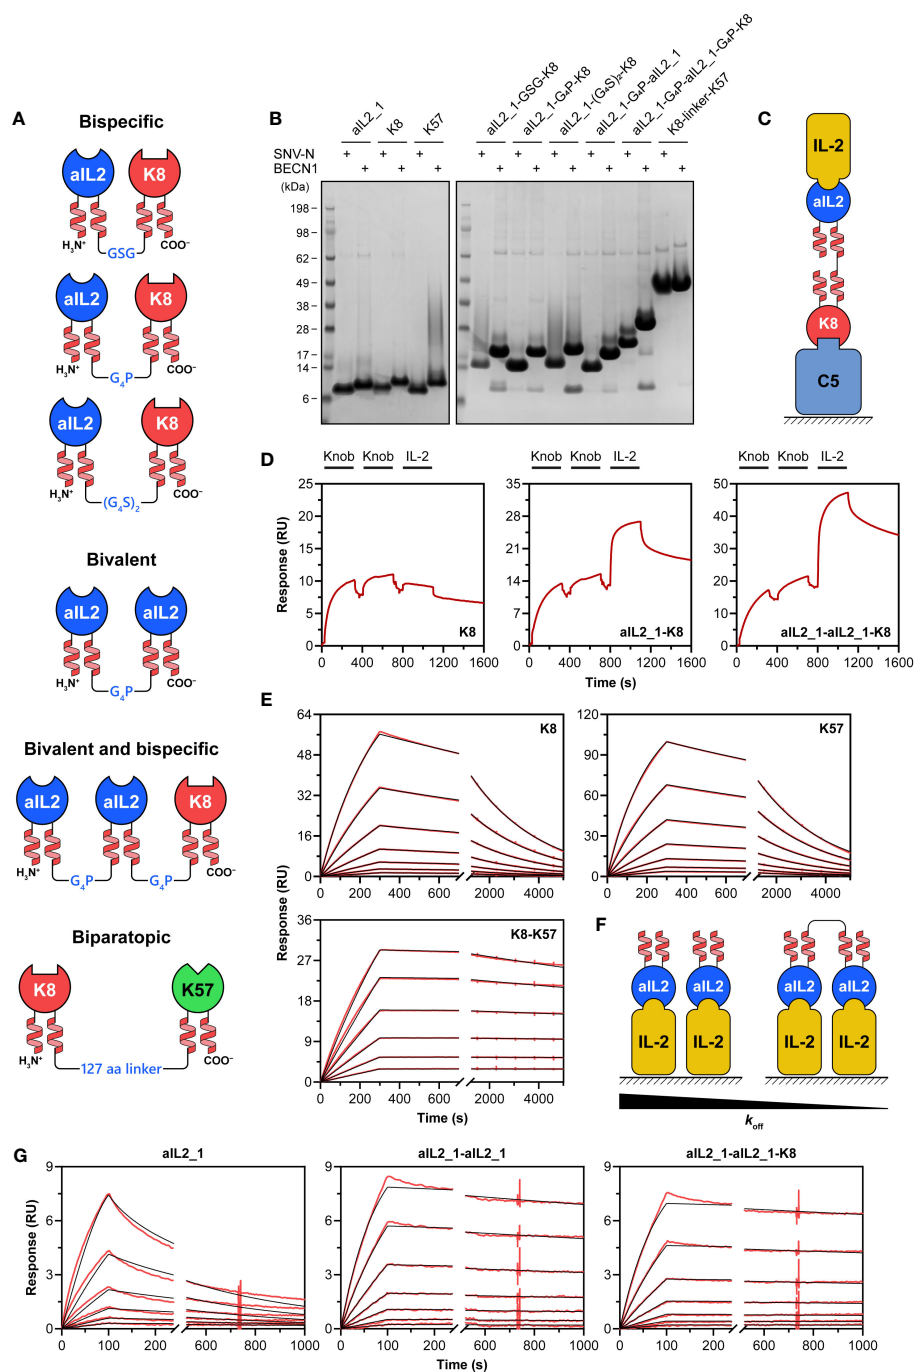 A
Bispecific
aIL2 K8
H₃N⁺ GSG COO⁻
aIL2 K8
H₃N⁺ G₄P COO⁻
aIL2 K8
H₃N⁺ (G₄S)₂ COO⁻
Bivalent
aIL2 aIL2
H₃N⁺ G₄P COO⁻
Bivalent and bispecific
aIL2 aIL2 K8
H₃N⁺ G₄P G₄P COO⁻
Biparatopic
K8 K57
H₃N⁺ 127 aa linker COO⁻
B
aIL2_1
K8
K57
aIL2_1-GSG-K8
aIL2_1-G₄P-K8
aIL2_1-(G₄S)₂-K8
aIL2_1-G₄P-aIL2_1
aIL2_1-G₄P-aIL2_1-G₄P-K8
K8-linker-K57
SNV-N + + + + + + + + +
BECN1 + + + + + + + + +
(kDa)
198
98
62
49
38
28
17
14
6
C
IL-2
aIL2
K8
C5
D
Knob Knob IL-2 Knob Knob IL-2 Knob Knob IL-2
Response (RU)
25
20
15
10
5
0
0 400 800 1200 1600
K8
35
28
21
14
7
0
0 400 800 1200 1600
aIL2_1-K8
50
40
30
20
10
0
0 400 800 1200 1600
aIL2_1-aIL2_1-K8
Time (s)
E
Response (RU)
64
48
32
16
0
0 200 400 600 2000 4000
K8
120
90
60
30
0
0 200 400 600 2000 4000
K57
36
27
18
9
0
0 200 400 600 2000 4000
K8-K57
Time (s)
F
aIL2 aIL2 aIL2 aIL2
IL-2 IL-2 IL-2 IL-2
k off
G
aIL2_1 aIL2_1-aIL2_1 aIL2_1-aIL2_1-K8
Response (RU)
9
6
3
0
0 100 200 600 800 1000
9
6
3
0
0 100 200 600 800 1000
9
6
3
0
0 100 200 600 800 1000
Time (s)